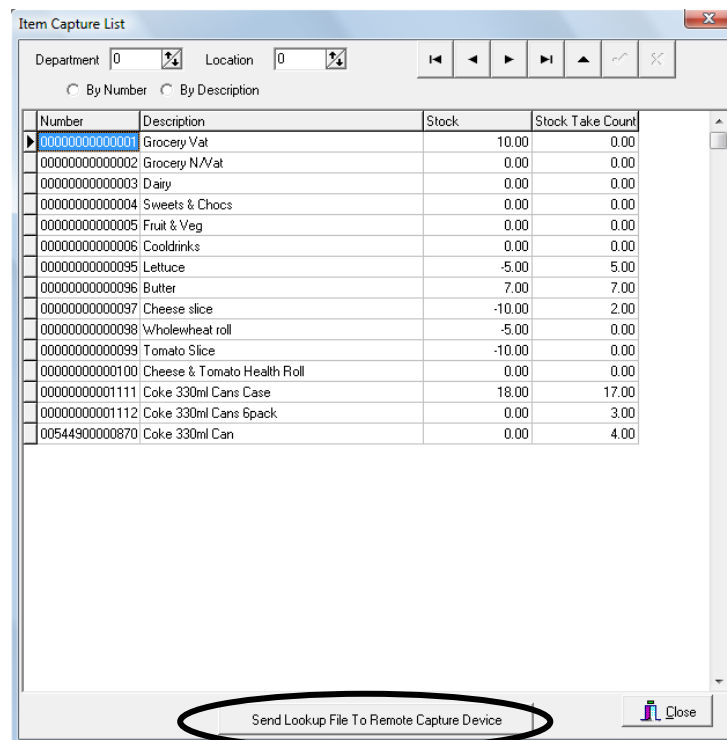 Item Capture List
Department 0 Location 0
By Number By Description
Number Description Stock Stock Take Count
00000000000001 Grocery Vat 10.00 0.00
00000000000002 Grocery N/Vat 0.00 0.00
00000000000003 Dairy 0.00 0.00
00000000000004 Sweets & Chocs 0.00 0.00
00000000000005 Fruit & Veg 0.00 0.00
00000000000006 Cooldrinks 0.00 0.00
00000000000095 Lettuce -5.00 5.00
00000000000096 Butter 7.00 7.00
00000000000097 Cheese slice -10.00 2.00
00000000000098 Wholewheat roll -5.00 0.00
00000000000099 Tomato Slice -10.00 0.00
00000000000100 Cheese & Tomato Health Roll 0.00 0.00
00000000001111 Coke 330ml Cans Case 18.00 17.00
00000000001112 Coke 330ml Cans 6pack 0.00 3.00
00544900000870 Coke 330ml Can 0.00 4.00
Send Lookup File To Remote Capture Device
Close